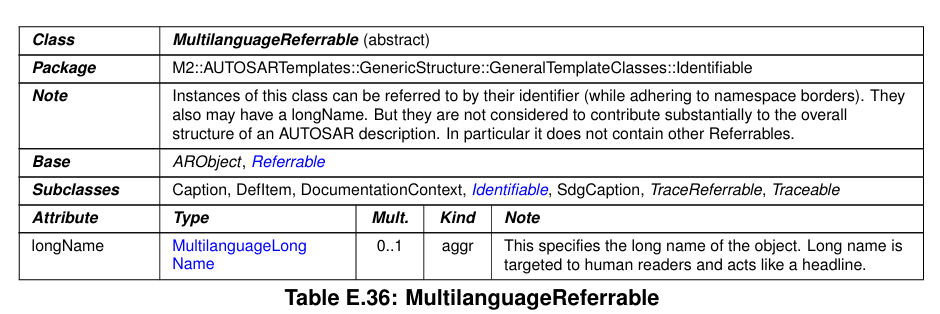 Class MultilanguageReferrable (abstract)
Package M2::AUTOSARTemplates::GenericStructure::GeneralTemplateClasses::Identifiable
Note Instances of this class can be referred to by their identifier (while adhering to namespace borders). They
also may have a longName. But they are not considered to contribute substantially to the overall
structure of an AUTOSAR description. In particular it does not contain other Referrables.
Base ARObject, Referrable
Subclasses Caption, DefItem, DocumentationContext, Identifiable, SdgCaption, TraceReferrable, Traceable
Attribute Type Mult. Kind Note
longName MultilanguageLong 0..1 aggr This specifies the long name of the object. Long name is
Name targeted to human readers and acts like a headline.
Table E.36: MultilanguageReferrable